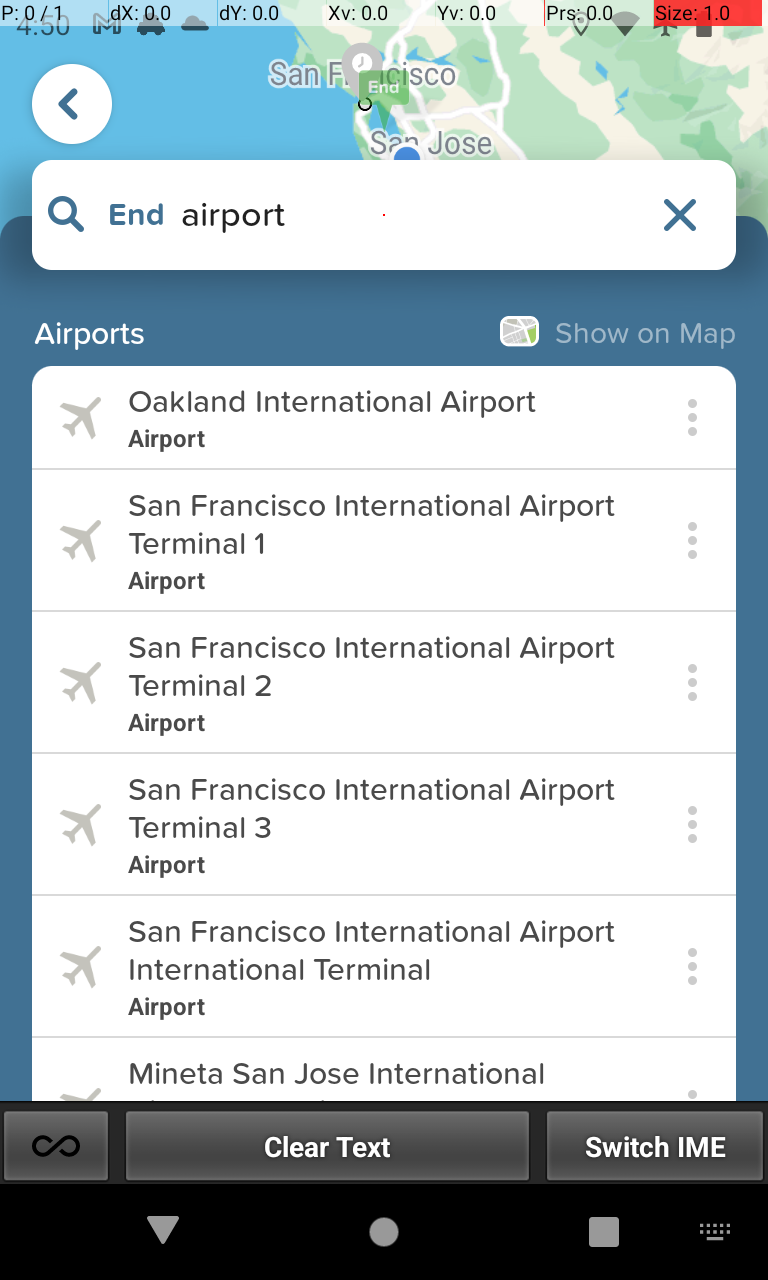 P: 0 / 1 dX: 0.0 dY: 0.0 Xv: 0.0 Yv: 0.0 Prs: 0.0 Size: 1.0
4:50
San Francisco
End
San Jose
End airport
Airports Show on Map
Oakland International Airport
Airport
San Francisco International Airport
Terminal 1
Airport
San Francisco International Airport
Terminal 2
Airport
San Francisco International Airport
Terminal 3
Airport
San Francisco International Airport
International Terminal
Airport
Mineta San Jose International
Clear Text Switch IME